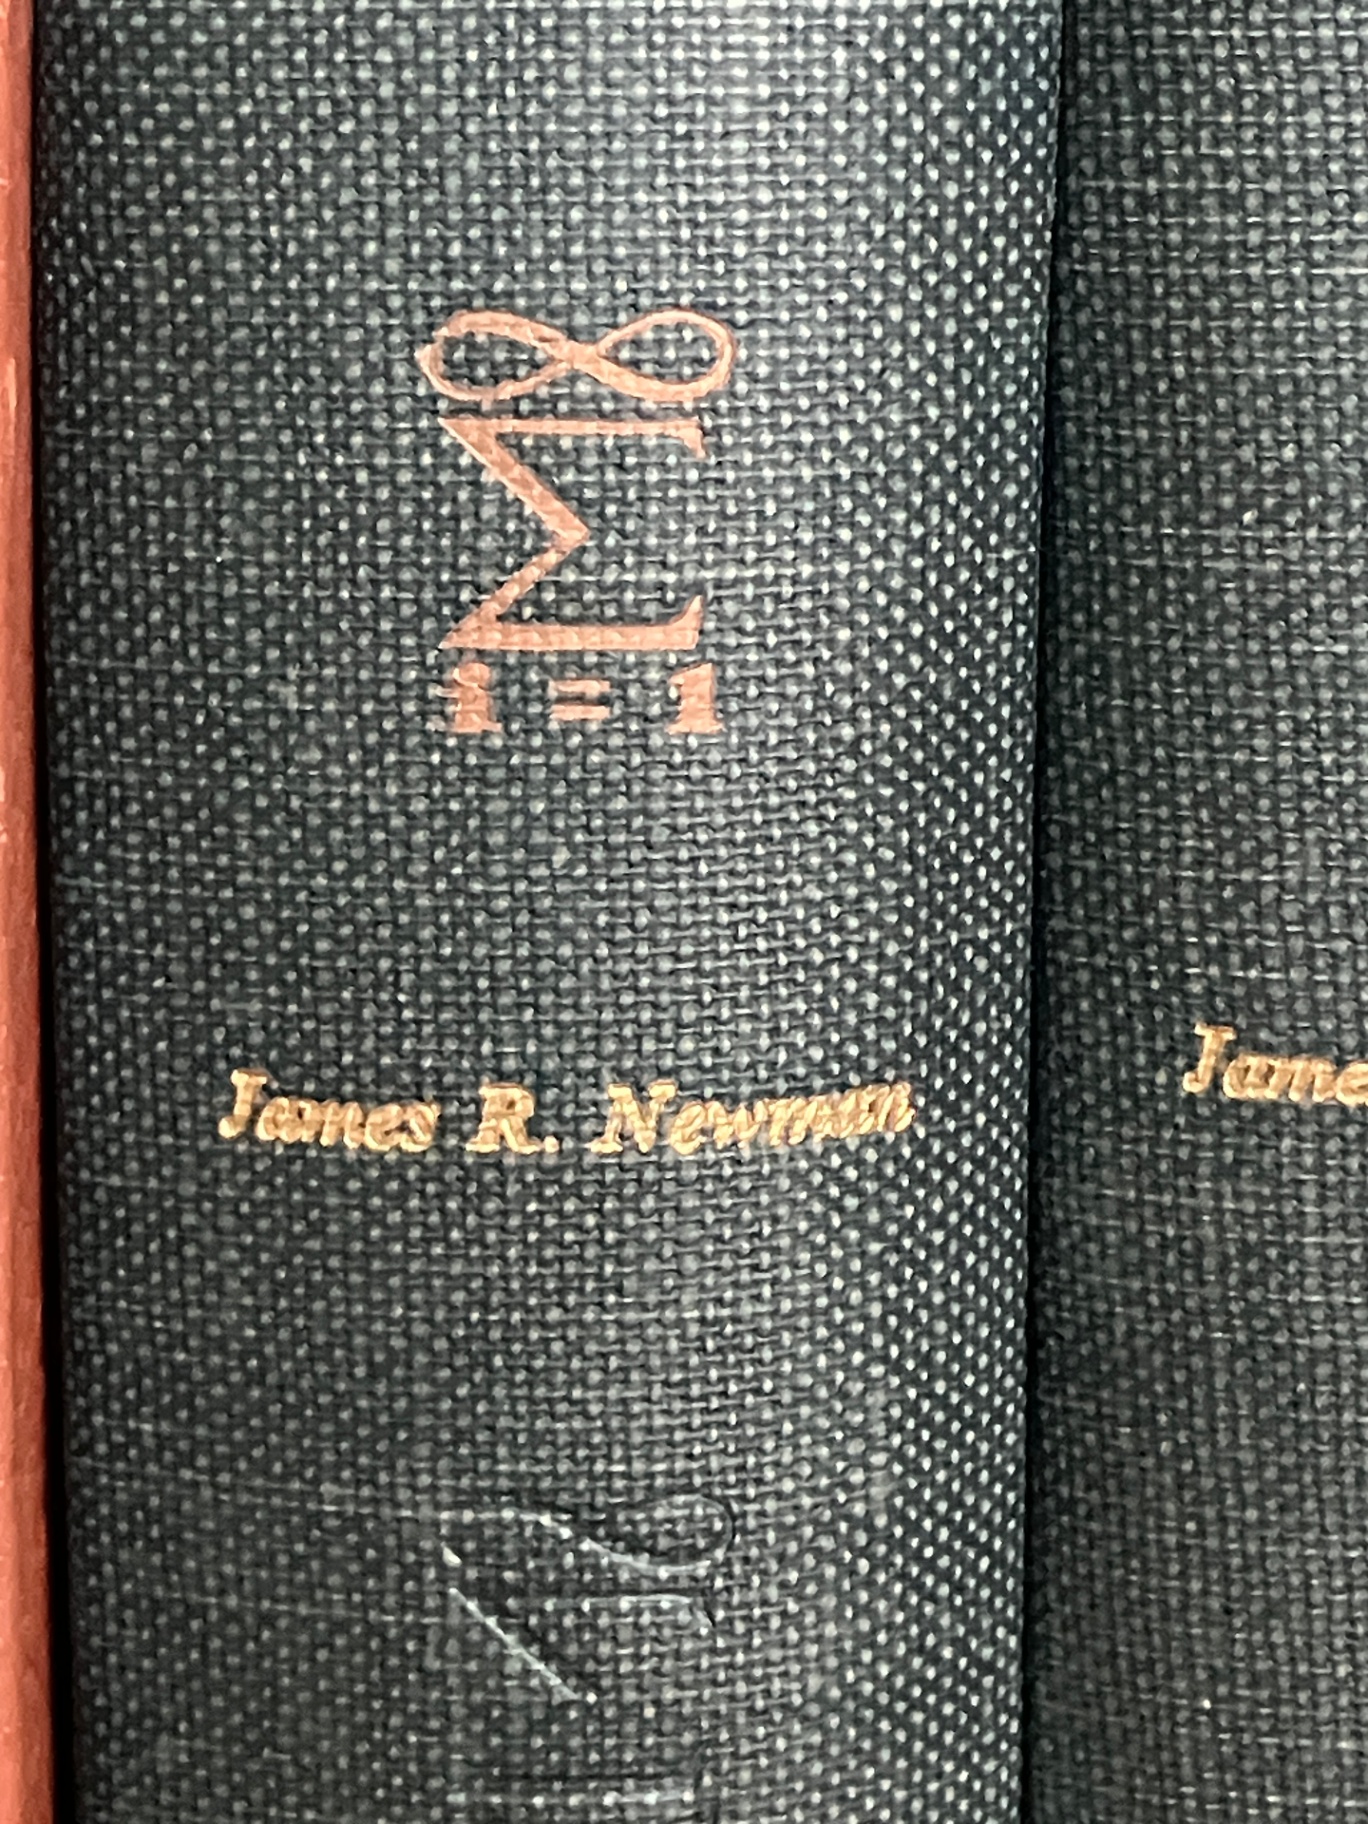 ∞
Σ
i = 1
James R. Newman
Jame